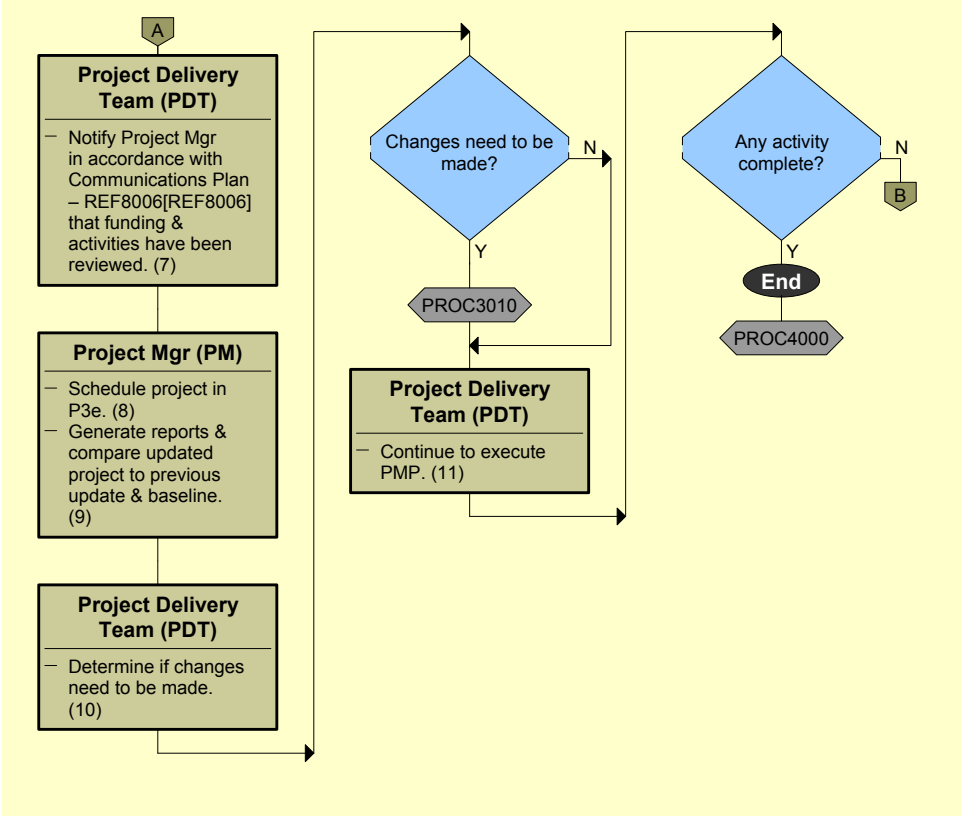 A
Project Delivery
Team (PDT)
— Notify Project Mgr
in accordance with
Communications Plan
– REF8006[REF8006]
that funding &
activities have been
reviewed. (7)
Project Mgr (PM)
— Schedule project in
P3e. (8)
— Generate reports &
compare updated
project to previous
update & baseline.
(9)
Project Delivery
Team (PDT)
— Determine if changes
need to be made.
(10)
Changes need to be
made?
N
Y
PROC3010
Project Delivery
Team (PDT)
— Continue to execute
PMP. (11)
Any activity
complete?
N
B
Y
End
PROC4000